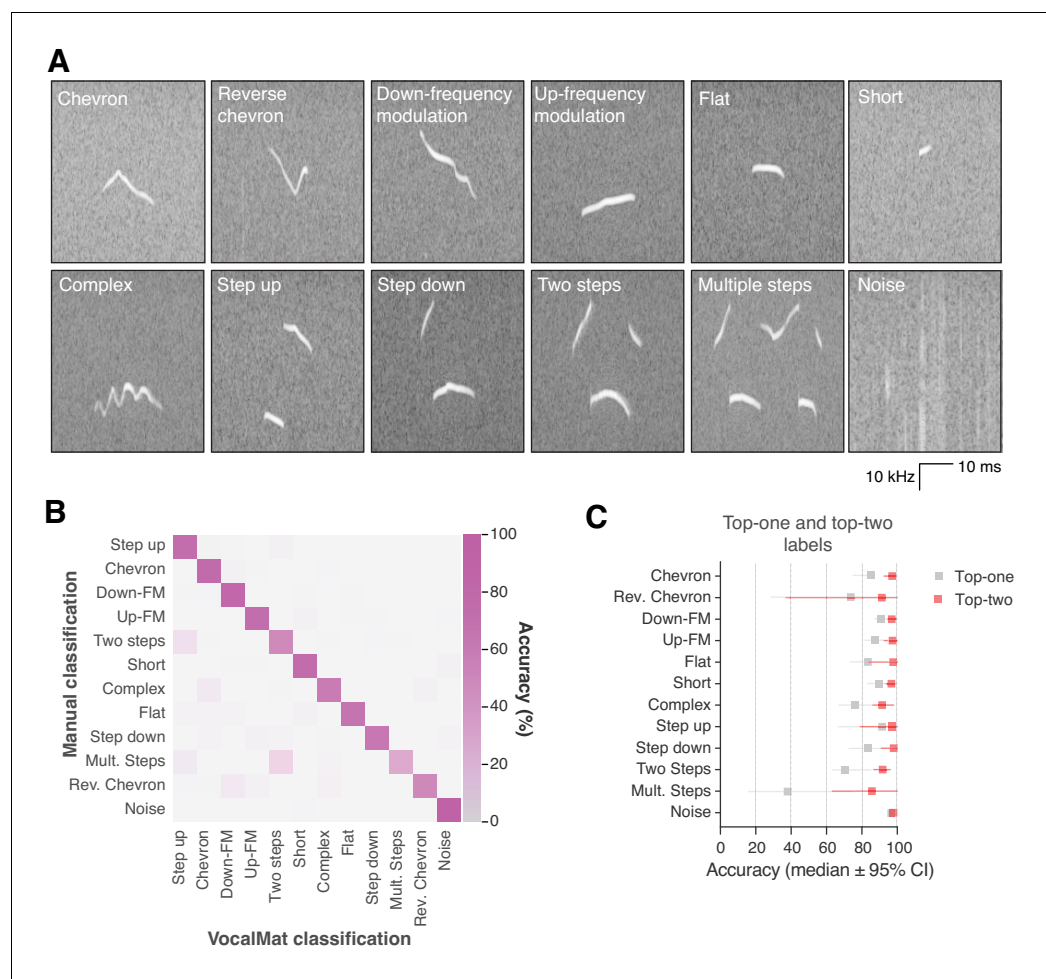 A
Chevron
Reverse
chevron
Down-frequency
modulation
Up-frequency
modulation
Flat
Short
Complex
Step up
Step down
Two steps
Multiple steps
Noise
10 kHz
10 ms
B
Manual classification
Step up
Chevron
Down-FM
Up-FM
Two steps
Short
Complex
Flat
Step down
Mult. Steps
Rev. Chevron
Noise
Step up
Chevron
Down-FM
Up-FM
Two steps
Short
Complex
Flat
Step down
Mult. Steps
Rev. Chevron
Noise
VocalMat classification
100
80
60
40
20
0
Accuracy (%)
C
Top-one and top-two
labels
Chevron
Rev. Chevron
Down-FM
Up-FM
Flat
Short
Complex
Step up
Step down
Two Steps
Mult. Steps
Noise
Top-one
Top-two
0 20 40 60 80 100
Accuracy (median ± 95% CI)